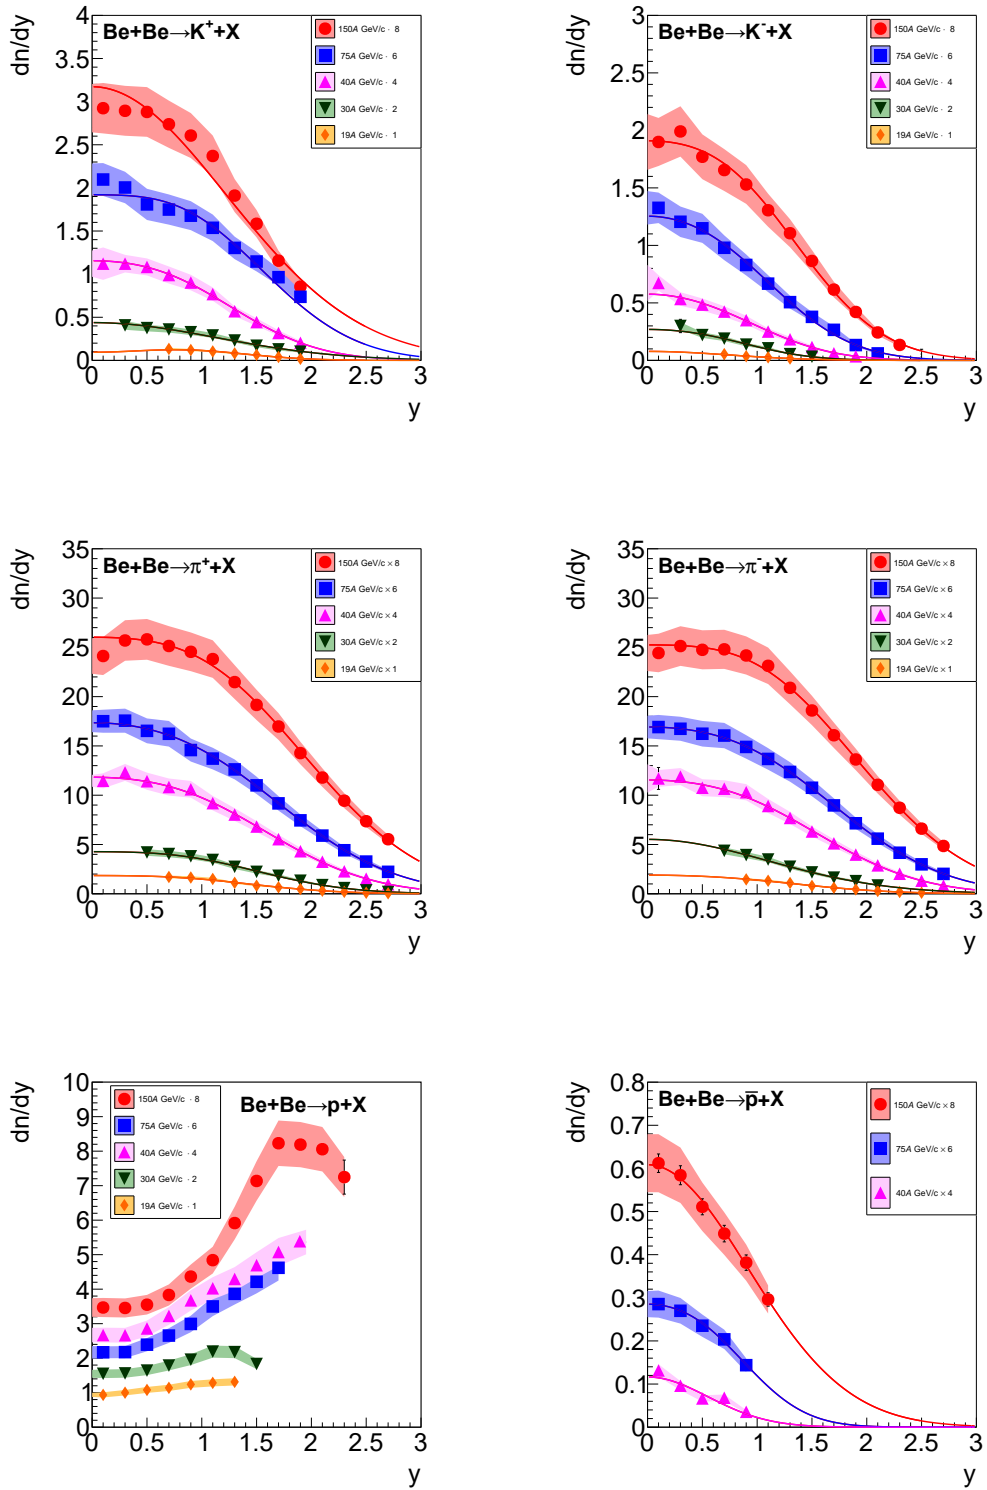 dn/dy
4
3.5
3
2.5
2
1.5
1
0.5
0
Be+Be→K⁺+X
150A GeV/c · 8
75A GeV/c · 6
40A GeV/c · 4
30A GeV/c · 2
19A GeV/c · 1
0 0.5 1 1.5 2 2.5 3
y
dn/dy
3
2.5
2
1.5
1
0.5
0
Be+Be→K⁻+X
150A GeV/c · 8
75A GeV/c · 6
40A GeV/c · 4
30A GeV/c · 2
19A GeV/c · 1
0 0.5 1 1.5 2 2.5 3
y
dn/dy
35
30
25
20
15
10
5
0
Be+Be→π⁺+X
150A GeV/c × 8
75A GeV/c × 6
40A GeV/c × 4
30A GeV/c × 2
19A GeV/c × 1
0 0.5 1 1.5 2 2.5 3
y
dn/dy
35
30
25
20
15
10
5
0
Be+Be→π⁻+X
150A GeV/c × 8
75A GeV/c × 6
40A GeV/c × 4
30A GeV/c × 2
19A GeV/c × 1
0 0.5 1 1.5 2 2.5 3
y
dn/dy
10
9
8
7
6
5
4
3
2
1
0
150A GeV/c · 8
75A GeV/c · 6
40A GeV/c · 4
30A GeV/c · 2
19A GeV/c · 1
Be+Be→p+X
0 0.5 1 1.5 2 2.5 3
y
dn/dy
0.8
0.7
0.6
0.5
0.4
0.3
0.2
0.1
0
Be+Be→p̅+X
150A GeV/c × 8
75A GeV/c × 6
40A GeV/c × 4
0 0.5 1 1.5 2 2.5 3
y